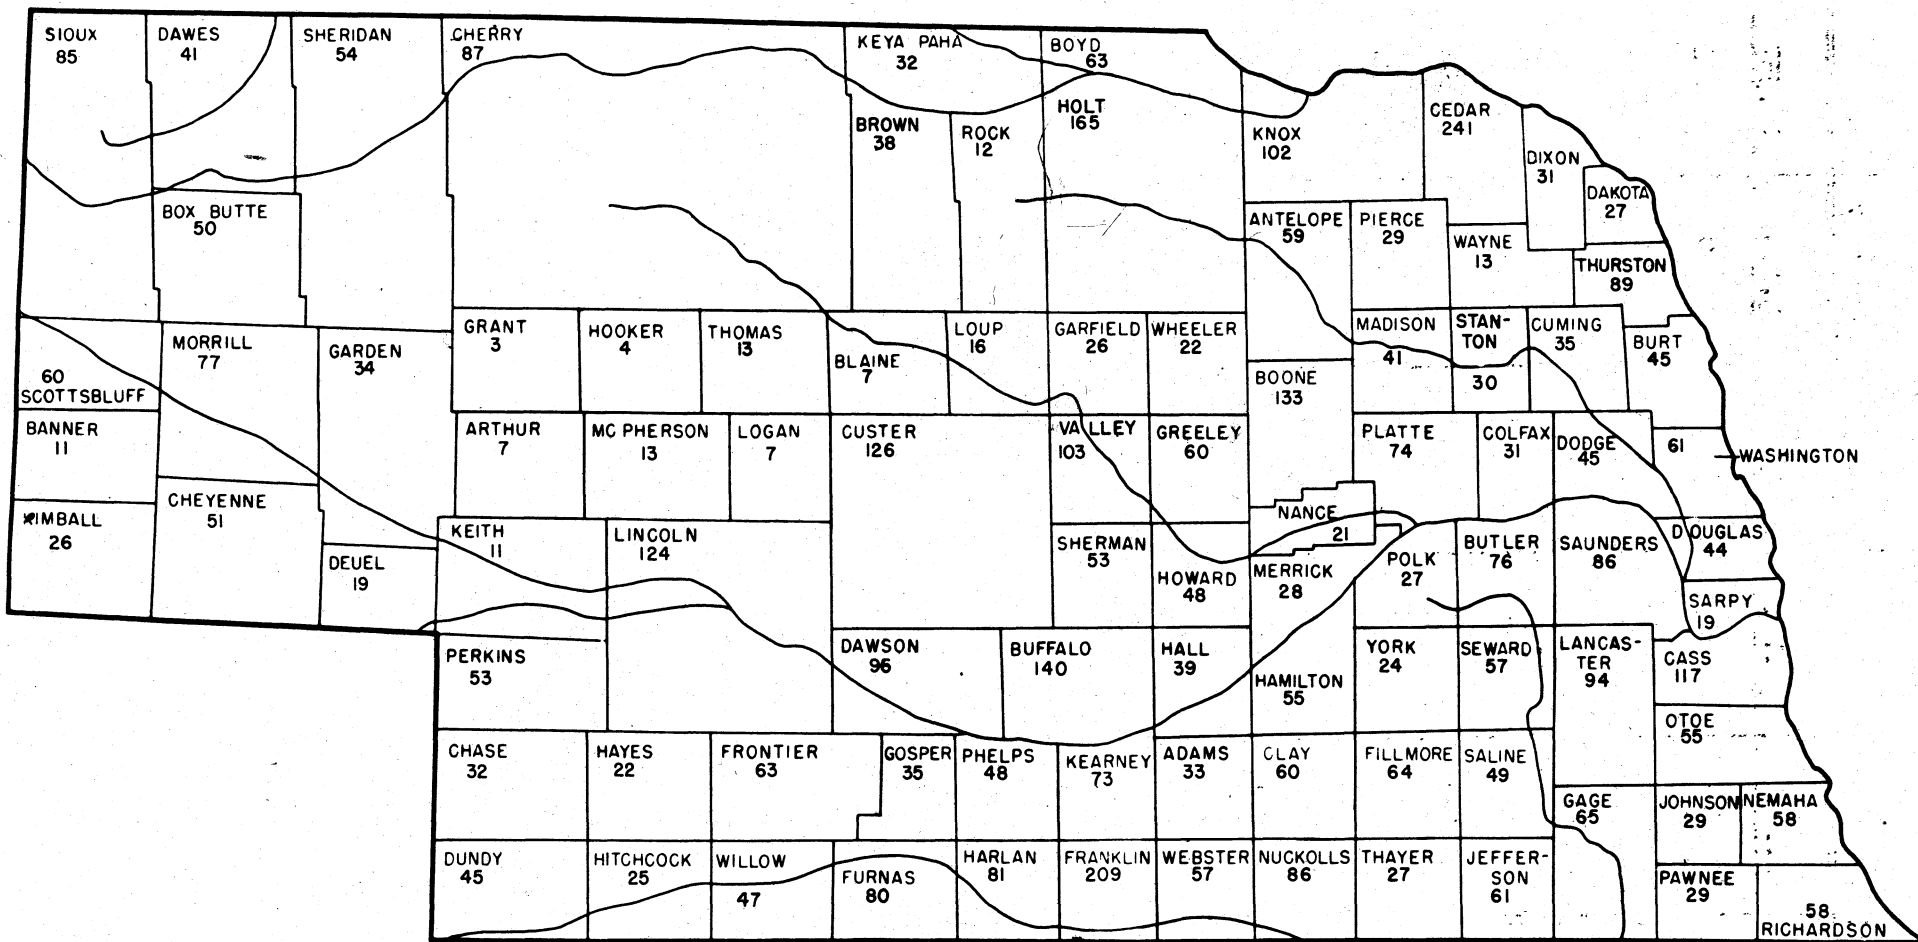 SIOUX
85
DAWES
41
SHERIDAN
54
CHERRY
87
KEYA PAHA
32
BOYD
63
BROWN
38
ROCK
12
HOLT
165
KNOX
102
CEDAR
241
DIXON
31
DAKOTA
27
BOX BUTTE
50
ANTELOPE
59
PIERCE
29
WAYNE
13
THURSTON
89
60
SCOTTSBLUFF
MORRILL
77
GARDEN
34
GRANT
3
HOOKER
4
THOMAS
13
BLAINE
7
LOUP
16
GARFIELD
26
WHEELER
22
BOONE
133
MADISON
41
STAN-
TON
30
CUMING
35
BURT
45
BANNER
11
ARTHUR
7
MC PHERSON
13
LOGAN
7
CUSTER
126
VALLEY
103
GREELEY
60
PLATTE
74
COLFAX
31
DODGE
45
61
WASHINGTON
KIMBALL
26
CHEYENNE
51
DEUEL
19
KEITH
11
LINCOLN
124
SHERMAN
53
HOWARD
48
NANCE
21
MERRICK
28
POLK
27
BUTLER
76
SAUNDERS
86
DOUGLAS
44
SARPY
19
PERKINS
53
DAWSON
96
BUFFALO
140
HALL
39
HAMILTON
55
YORK
24
SEWARD
57
LANCAS-
TER
94
CASS
117
OTOE
55
CHASE
32
HAYES
22
FRONTIER
63
GOSPER
35
PHELPS
48
KEARNEY
73
ADAMS
33
CLAY
60
FILLMORE
64
SALINE
49
GAGE
65
JOHNSON
29
NEMAHA
58
DUNDY
45
HITCHCOCK
25
WILLOW
47
FURNAS
80
HARLAN
81
FRANKLIN
209
WEBSTER
57
NUCKOLLS
86
THAYER
27
JEFFER-
SON
61
PAWNEE
29
58
RICHARDSON